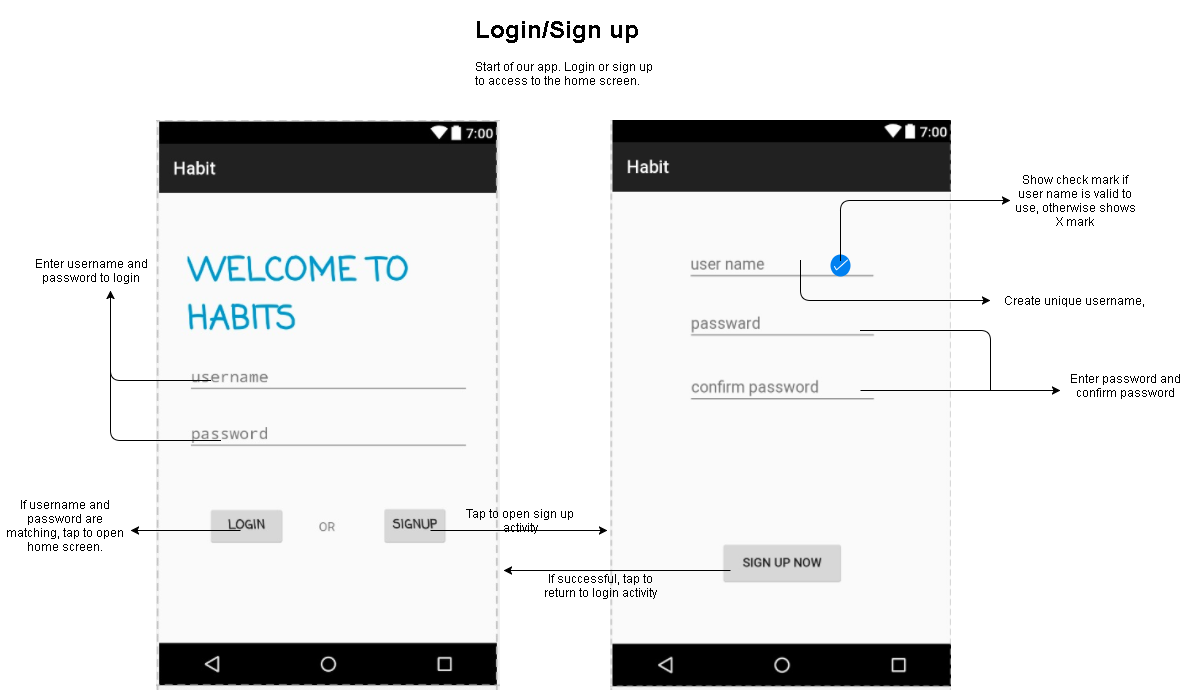 Login/Sign up
Start of our app. Login or sign up
to access to the home screen.
7:00
Habit
WELCOME TO
HABITS
username
password
LOGIN
OR
SIGNUP
Enter username and
password to login
If username and
password are
matching, tap to open
home screen.
Tap to open sign up
activity
If successful, tap to
return to login activity
7:00
Habit
user name
passward
confirm password
SIGN UP NOW
Show check mark if
user name is valid to
use, otherwise shows
X mark
Create unique username,
Enter password and
confirm password